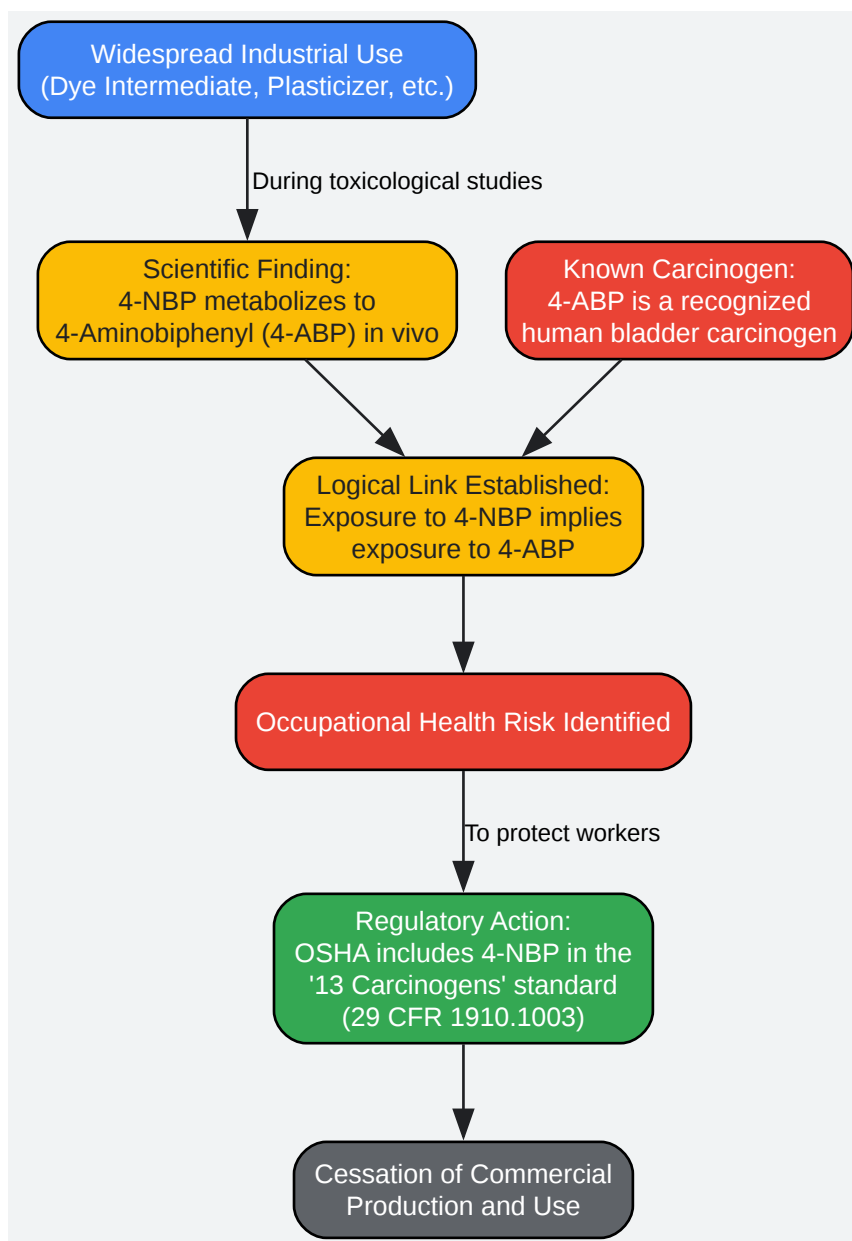 Widespread Industrial Use
(Dye Intermediate, Plasticizer, etc.)
During toxicological studies
Scientific Finding:
4-NBP metabolizes to
4-Aminobiphenyl (4-ABP) in vivo
Known Carcinogen:
4-ABP is a recognized
human bladder carcinogen
Logical Link Established:
Exposure to 4-NBP implies
exposure to 4-ABP
Occupational Health Risk Identified
To protect workers
Regulatory Action:
OSHA includes 4-NBP in the
'13 Carcinogens' standard
(29 CFR 1910.1003)
Cessation of Commercial
Production and Use